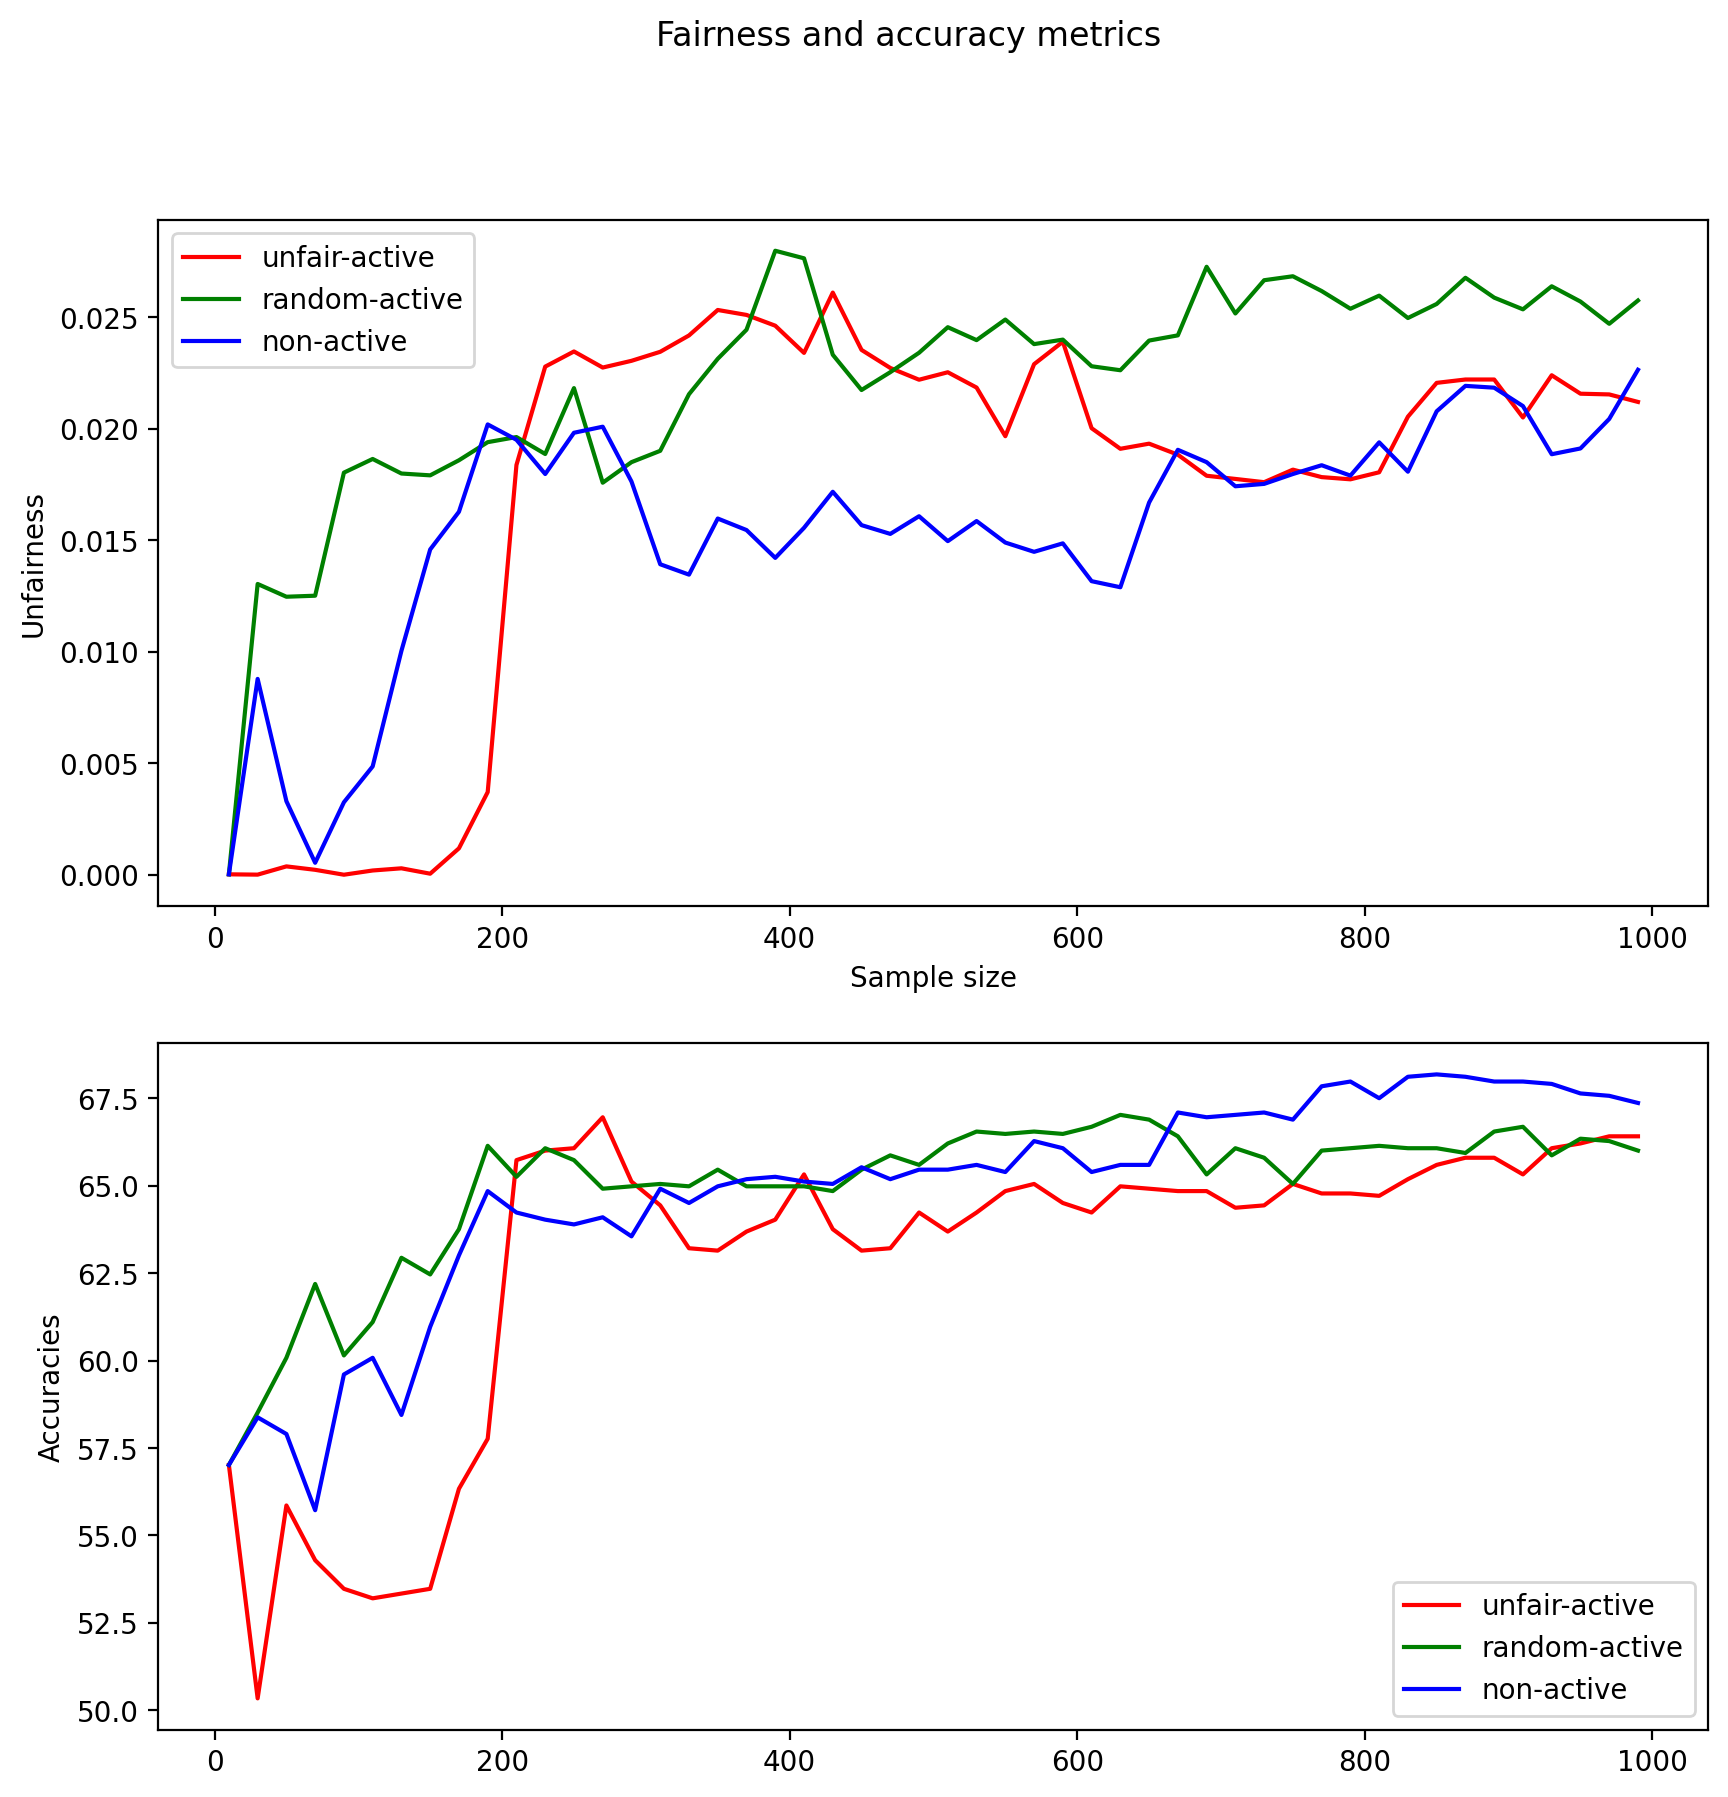 Fairness and accuracy metrics
unfair-active
random-active
non-active
0.025
0.020
0.015
0.010
0.005
0.000
Unfairness
0 200 400 600 800 1000
Sample size
67.5
65.0
62.5
60.0
57.5
55.0
52.5
50.0
Accuracies
unfair-active
random-active
non-active
0 200 400 600 800 1000